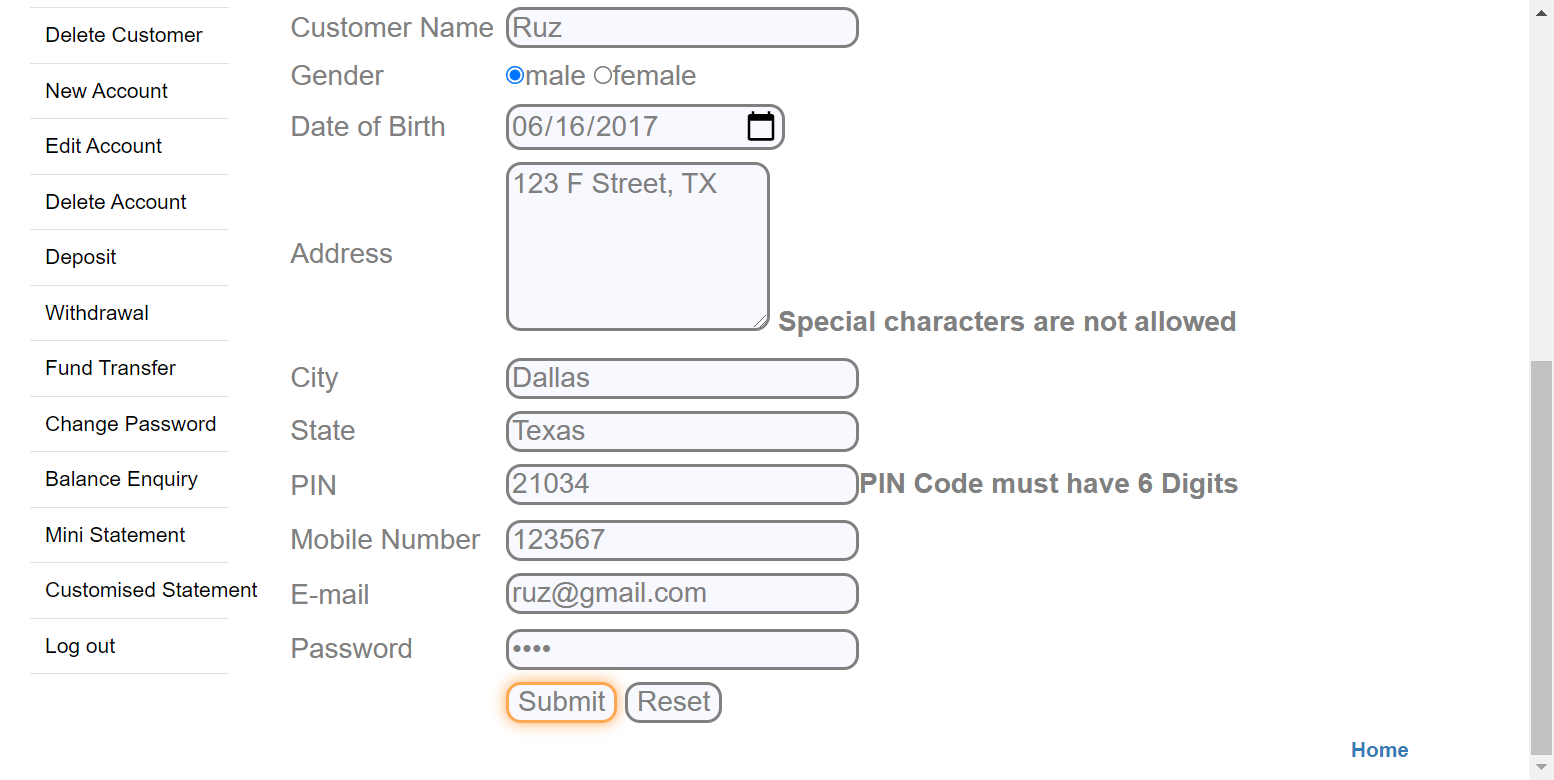 Delete Customer
New Account
Edit Account
Delete Account
Deposit
Withdrawal
Fund Transfer
Change Password
Balance Enquiry
Mini Statement
Customised Statement
Log out
Customer Name Ruz
Gender male female
Date of Birth 06/16/2017
Address 123 F Street, TX
Special characters are not allowed
City Dallas
State Texas
PIN 21034 PIN Code must have 6 Digits
Mobile Number 123567
E-mail ruz@gmail.com
Password ••••
Submit Reset
Home